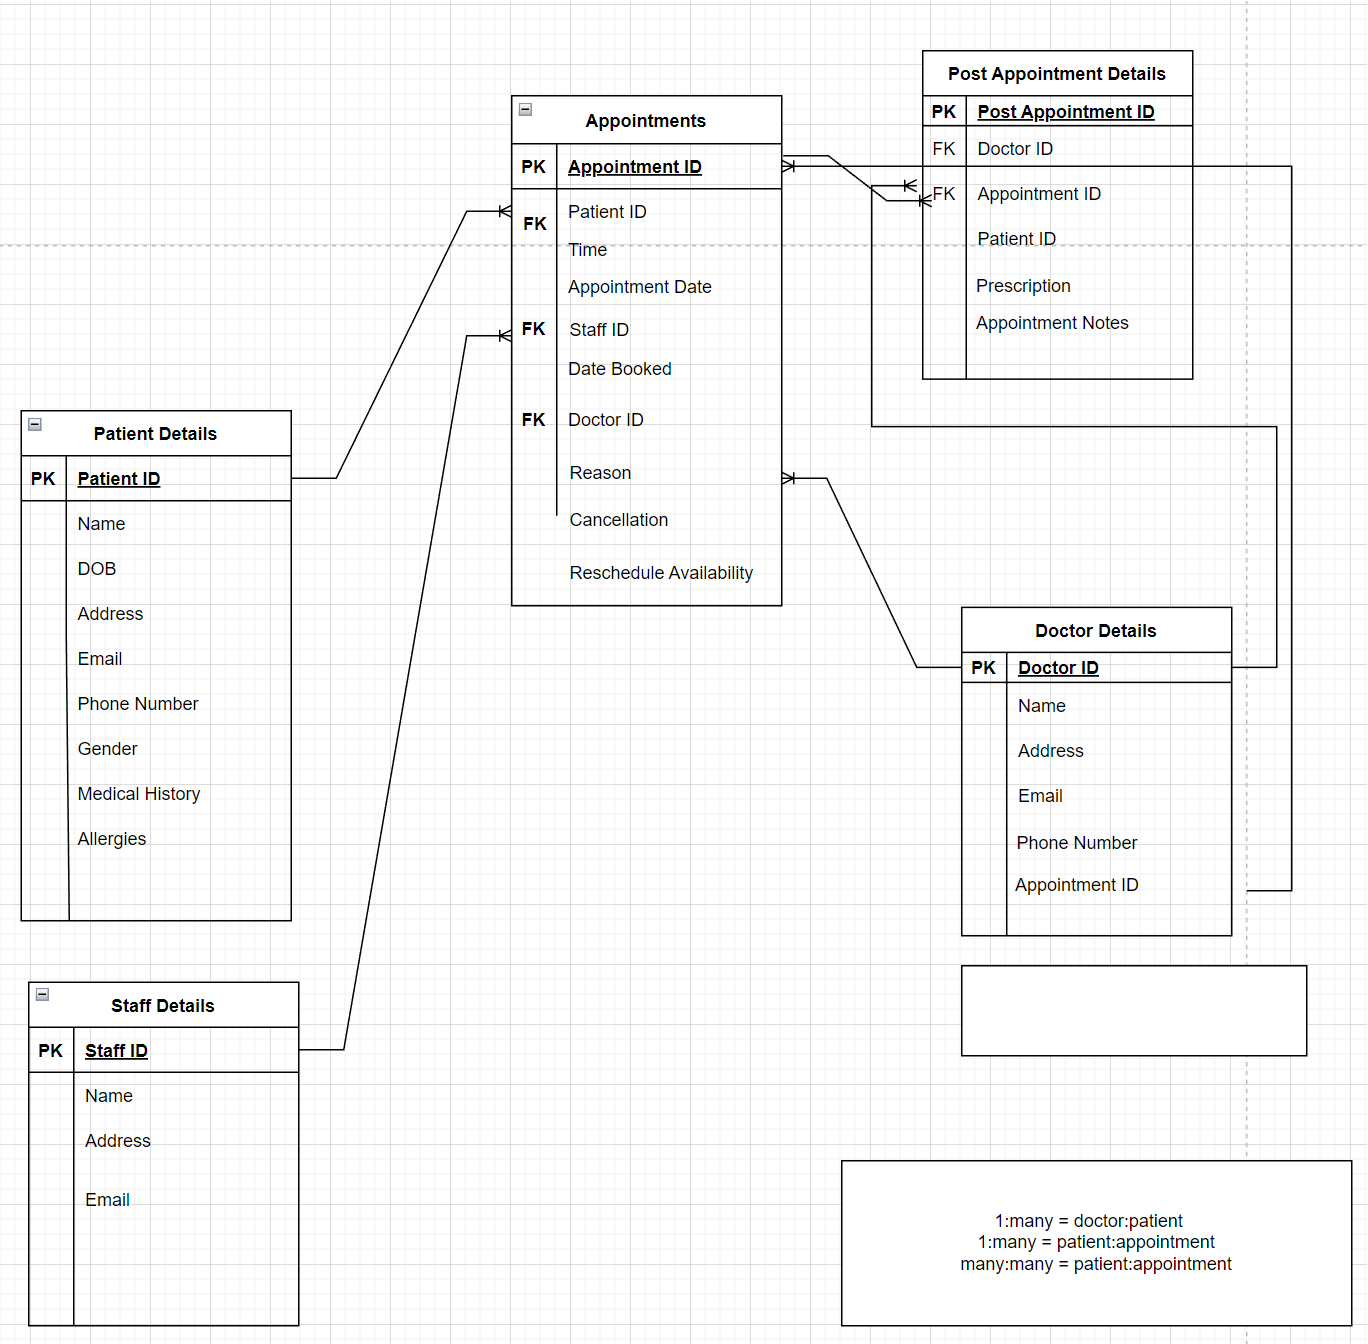 Post Appointment Details
PK Post Appointment ID
FK Doctor ID
FK Appointment ID
Patient ID
Prescription
Appointment Notes
Appointments
PK Appointment ID
Patient ID
FK
Time
Appointment Date
FK Staff ID
Date Booked
FK Doctor ID
Reason
Cancellation
Reschedule Availability
Patient Details
PK Patient ID
Name
DOB
Address
Email
Phone Number
Gender
Medical History
Allergies
Doctor Details
PK Doctor ID
Name
Address
Email
Phone Number
Appointment ID
Staff Details
PK Staff ID
Name
Address
Email
1:many = doctor:patient
1:many = patient:appointment
many:many = patient:appointment